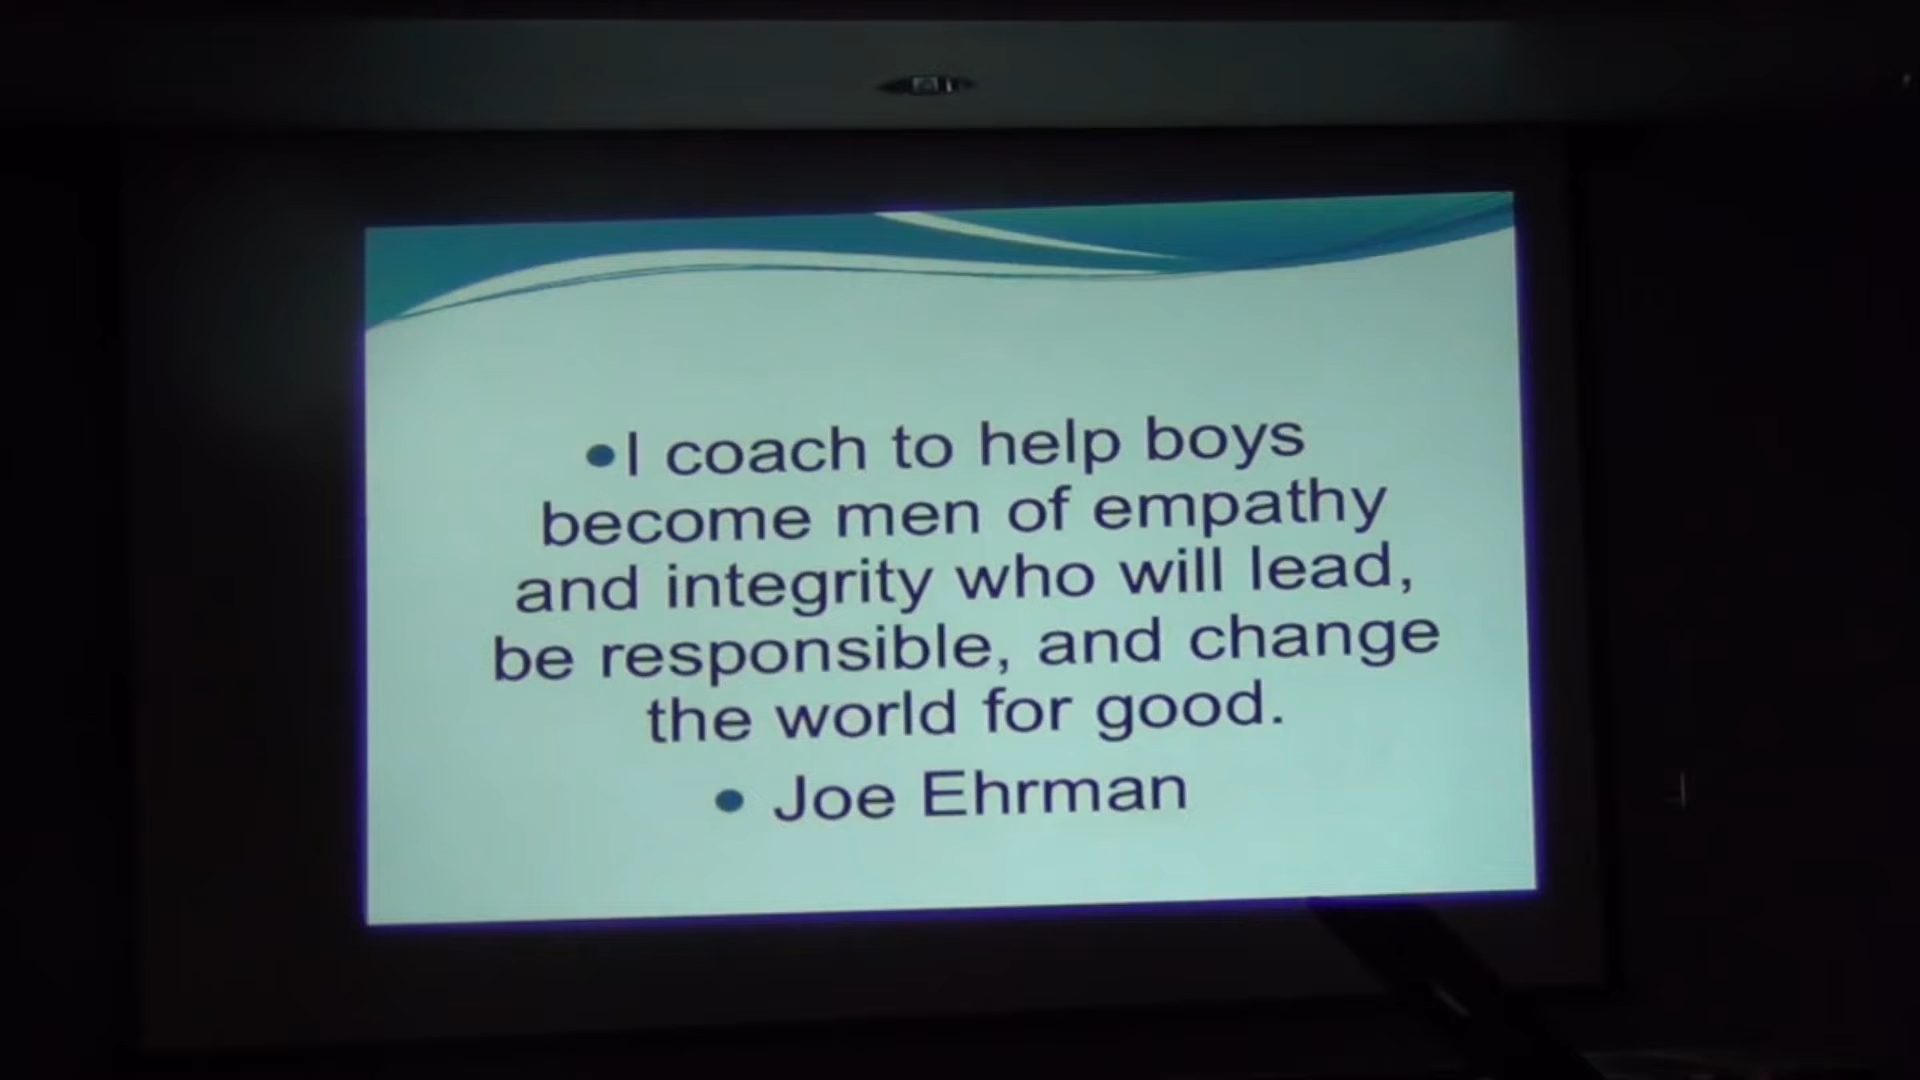 •I coach to help boys
become men of empathy
and integrity who will lead,
be responsible, and change
the world for good.
• Joe Ehrman